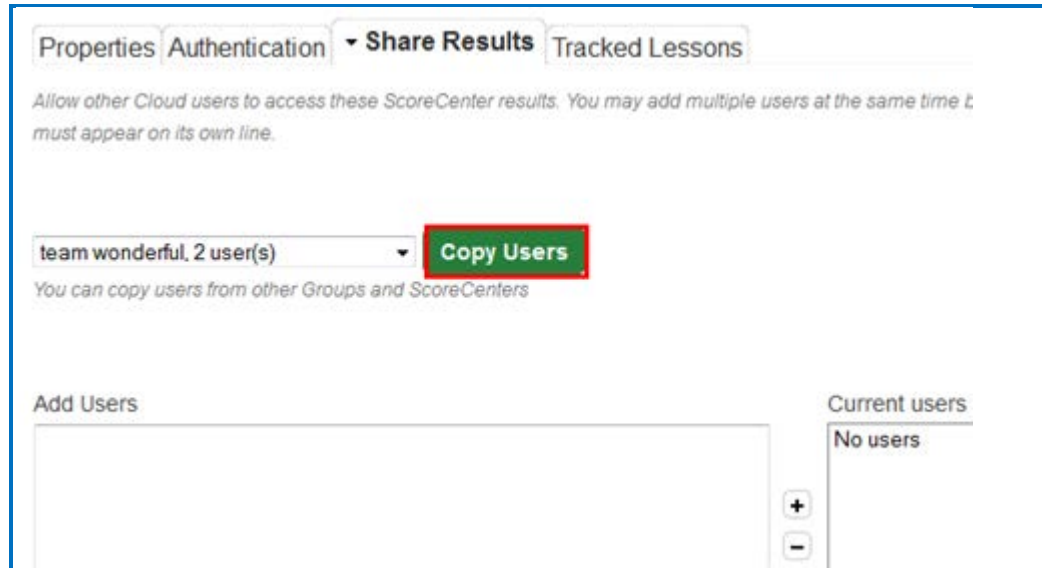 Properties Authentication Share Results Tracked Lessons
Allow other Cloud users to access these ScoreCenter results. You may add multiple users at the same time
must appear on its own line.
team wonderful, 2 user(s) Copy Users
You can copy users from other Groups and ScoreCenters
Add Users Current users
No users
+
-